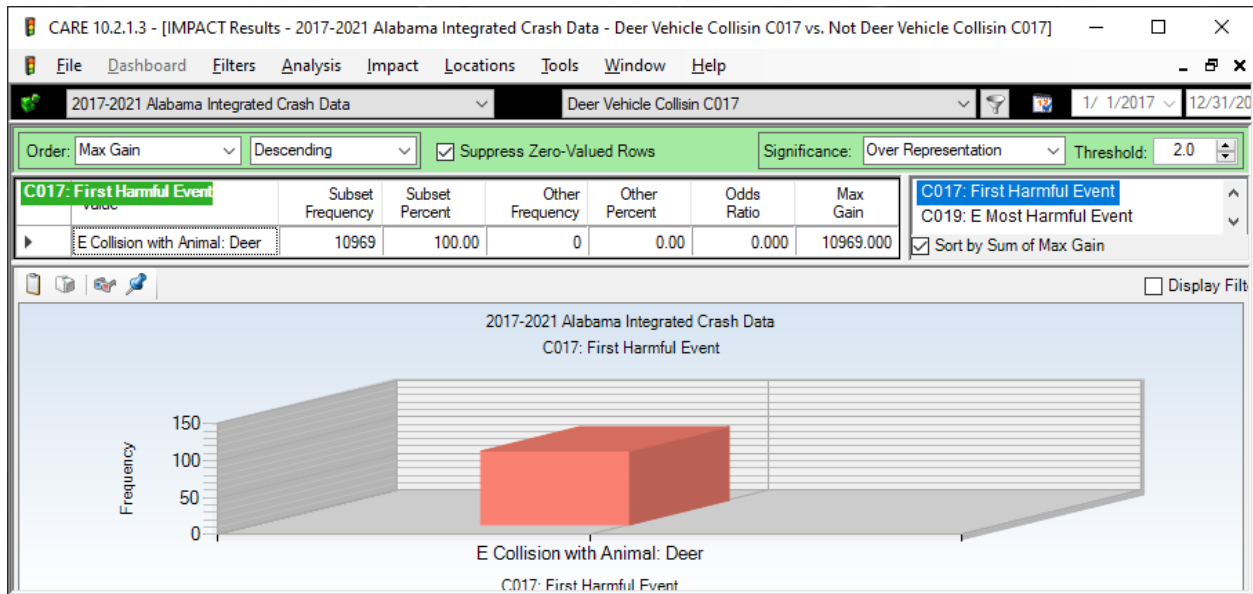 CARE 10.2.1.3 - [IMPACT Results - 2017-2021 Alabama Integrated Crash Data - Deer Vehicle Collisin C017 vs. Not Deer Vehicle Collisin C017]
File Dashboard Filters Analysis Impact Locations Tools Window Help
2017-2021 Alabama Integrated Crash Data Deer Vehicle Collisin C017 1/ 1/2017 12/31/20
Order: Max Gain Descending Suppress Zero-Valued Rows Significance: Over Representation Threshold: 2.0
C017: First Harmful Event Subset Frequency Subset Percent Other Frequency Other Percent Odds Ratio Max Gain
E Collision with Animal: Deer 10969 100.00 0 0.00 0.000 10969.000
C017: First Harmful Event
C019: E Most Harmful Event
Sort by Sum of Max Gain
Display Filt
2017-2021 Alabama Integrated Crash Data
C017: First Harmful Event
150
100
50
0
Frequency
E Collision with Animal: Deer
C017: First Harmful Event